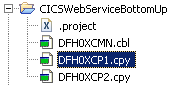 CICSWebServiceBottomUp
.project
DFH0XCMN.cbl
DFH0XCP1.cpy
DFH0XCP2.cpy